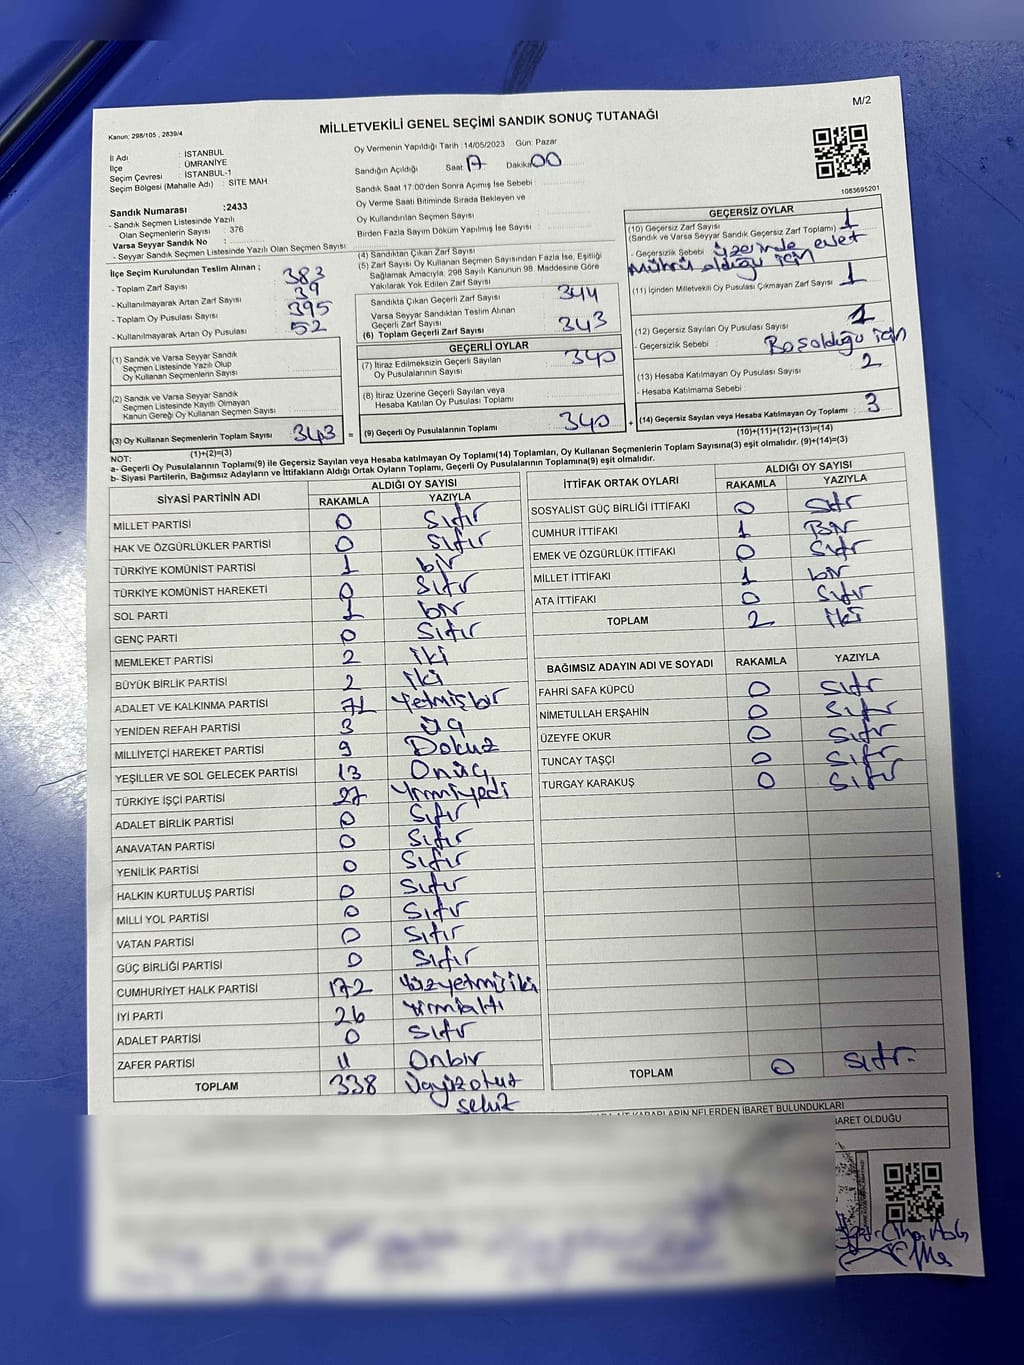 M/2
Kanun; 298/105 , 2839/4
MİLLETVEKİLİ GENEL SEÇİMİ SANDIK SONUÇ TUTANAĞI
İl Adı : İSTANBUL
İlçe : ÜMRANİYE
Seçim Çevresi : İSTANBUL-1
Seçim Bölgesi (Mahalle Adı) : SİTE MAH
Sandık Numarası :2433
- Sandık Seçmen Listesinde Yazılı
Olan Seçmenlerin Sayısı : 376
Varsa Seyyar Sandık No :
- Seyyar Sandık Seçmen Listesinde Yazılı Olan Seçmen Sayısı:
Oy Vermenin Yapıldığı Tarih :14/05/2023 Gün: Pazar
Sandığın Açıldığı Saat 17 Dakika 00
Sandık Saat 17:00'den Sonra Açımış İse Sebebi :
Oy Verme Saati Bitiminde Sırada Bekleyen ve
Oy Kullandırılan Seçmen Sayısı :
Birden Fazla Sayım Döküm Yapılmış İse Sayısı :
1083695201
İlçe Seçim Kurulundan Teslim Alınan ;
- Toplam Zarf Sayısı : 383
- Kullanılmayarak Artan Zarf Sayısı : 39
- Toplam Oy Pusulası Sayısı : 395
- Kullanılmayarak Artan Oy Pusulası : 52
(1) Sandık ve Varsa Seyyar Sandık
Seçmen Listesinde Yazılı Olup
Oy Kullanan Seçmenlerin Sayısı :
(2) Sandık ve Varsa Seyyar Sandık
Seçmen Listesinde Kayıtlı Olmayan
Kanun Gereği Oy Kullanan Seçmen Sayısı :
(3) Oy Kullanan Seçmenlerin Toplam Sayısı : 343 =
(1)+(2)=(3)
(4) Sandıktan Çıkan Zarf Sayısı
(5) Zarf Sayısı Oy Kullanan Seçmen Sayısından Fazla İse, Eşitliği
Sağlamak Amacıyla, 298 Sayılı Kanunun 98. Maddesine Göre
Yakılarak Yok Edilen Zarf Sayısı :
Sandıkta Çıkan Geçerli Zarf Sayısı : 344
Varsa Seyyar Sandıktan Teslim Alınan
Geçerli Zarf Sayısı :
(6) Toplam Geçerli Zarf Sayısı : 343
GEÇERLİ OYLAR
(7) İtiraz Edilmeksizin Geçerli Sayılan
Oy Pusulalarının Sayısı : 340
(8) İtiraz Üzerine Geçerli Sayılan veya
Hesaba Katılan Oy Pusulası Toplamı :
(9) Geçerli Oy Pusulalarının Toplamı : 340 +
GEÇERSİZ OYLAR
(10) Geçersiz Zarf Sayısı
(Sandık ve Varsa Seyyar Sandık Geçersiz Zarf Toplamı) : 1
- Geçersizlik Sebebi : Üzerinde evet
Mührü olduğu için
(11) İçinden Milletvekili Oy Pusulası Çıkmayan Zarf Sayısı : 1
(12) Geçersiz Sayılan Oy Pusulası Sayısı : 1
- Geçersizlik Sebebi : Boş olduğu için
(13) Hesaba Katılmayan Oy Pusulası Sayısı : 2
- Hesaba Katılmama Sebebi :
(14) Geçersiz Sayılan veya Hesaba Katılmayan Oy Toplamı : 3
(10)+(11)+(12)+(13)=(14)
NOT:
a- Geçerli Oy Pusulalarının Toplamı(9) ile Geçersiz Sayılan veya Hesaba katılmayan Oy Toplamı(14) Toplamları, Oy Kullanan Seçmenlerin Toplam Sayısına(3) eşit olmalıdır. (9)+(14)=(3)
b- Siyasi Partilerin, Bağımsız Adayların ve İttifakların Aldığı Ortak Oyların Toplamı, Geçerli Oy Pusulalarının Toplamına(9) eşit olmalıdır.
SİYASİ PARTİNİN ADI ALDIĞI OY SAYISI
RAKAMLA YAZIYLA
MİLLET PARTİSİ 0 Sıfır
HAK VE ÖZGÜRLÜKLER PARTİSİ 0 Sıfır
TÜRKİYE KOMÜNİST PARTİSİ 1 bir
TÜRKİYE KOMÜNİST HAREKETİ 0 Sıfır
SOL PARTİ 1 bir
GENÇ PARTİ 0 Sıfır
MEMLEKET PARTİSİ 2 iki
BÜYÜK BİRLİK PARTİSİ 2 iki
ADALET VE KALKINMA PARTİSİ 71 Yetmişbir
YENİDEN REFAH PARTİSİ 3 üç
MİLLİYETÇİ HAREKET PARTİSİ 9 Dokuz
YEŞİLLER VE SOL GELECEK PARTİSİ 13 Onüç
TÜRKİYE İŞÇİ PARTİSİ 27 Yirmiyedi
ADALET BİRLİK PARTİSİ 0 Sıfır
ANAVATAN PARTİSİ 0 Sıfır
YENİLİK PARTİSİ 0 Sıfır
HALKIN KURTULUŞ PARTİSİ 0 Sıfır
MİLLİ YOL PARTİSİ 0 Sıfır
VATAN PARTİSİ 0 Sıfır
GÜÇ BİRLİĞİ PARTİSİ 0 Sıfır
CUMHURİYET HALK PARTİSİ 172 Yüzyetmişiki
İYİ PARTİ 26 Yirmialtı
ADALET PARTİSİ 0 Sıfır
ZAFER PARTİSİ 11 Onbir
TOPLAM 338 Üçyüzotuz
sekiz
İTTİFAK ORTAK OYLARI ALDIĞI OY SAYISI
RAKAMLA YAZIYLA
SOSYALİST GÜÇ BİRLİĞİ İTTİFAKI 0 Sıfır
CUMHUR İTTİFAKI 1 Bir
EMEK VE ÖZGÜRLÜK İTTİFAKI 0 Sıfır
MİLLET İTTİFAKI 1 bir
ATA İTTİFAKI 0 Sıfır
TOPLAM 2 iki
BAĞIMSIZ ADAYIN ADI VE SOYADI RAKAMLA YAZIYLA
FAHRİ SAFA KÜPCÜ 0 Sıfır
NİMETULLAH ERŞAHİN 0 Sıfır
ÜZEYFE OKUR 0 Sıfır
TUNCAY TAŞÇI 0 Sıfır
TURGAY KARAKUŞ 0 Sıfır
TOPLAM 0 Sıfır
KARARLARIN NELERDEN İBARET BULUNDUKLARI
İBARET OLDUĞU